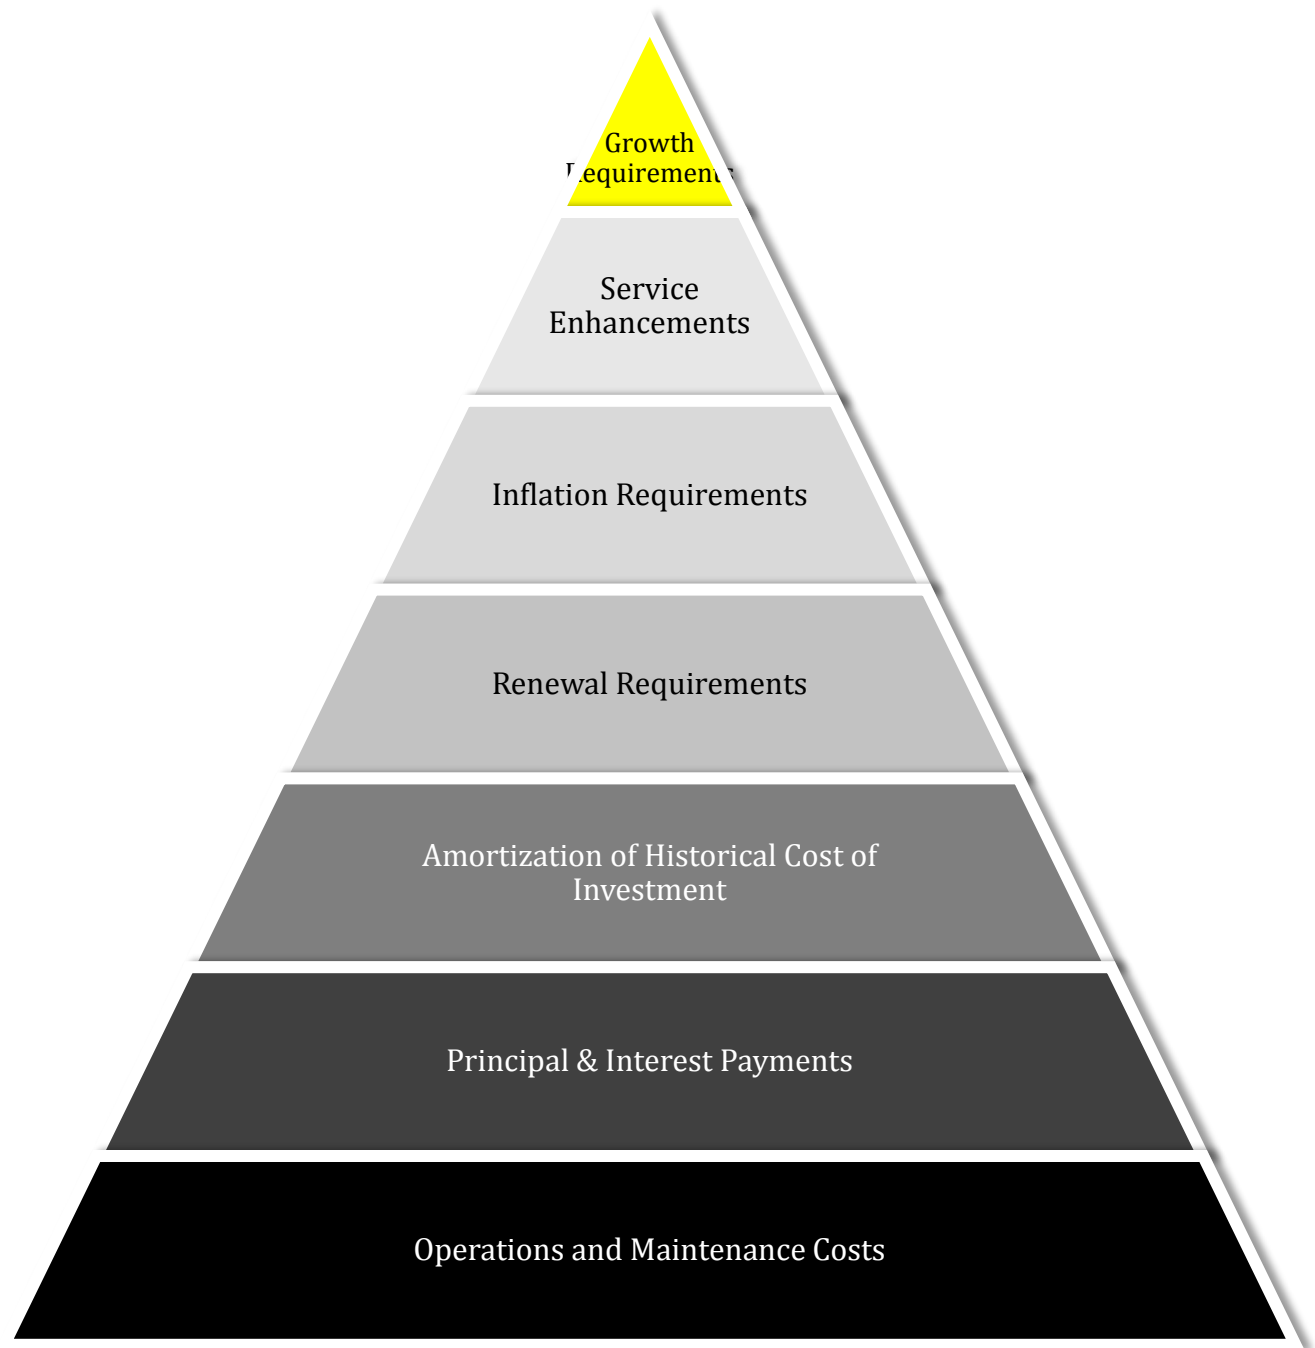 Growth
Requirements
Service
Enhancements
Inflation Requirements
Renewal Requirements
Amortization of Historical Cost of
Investment
Principal & Interest Payments
Operations and Maintenance Costs